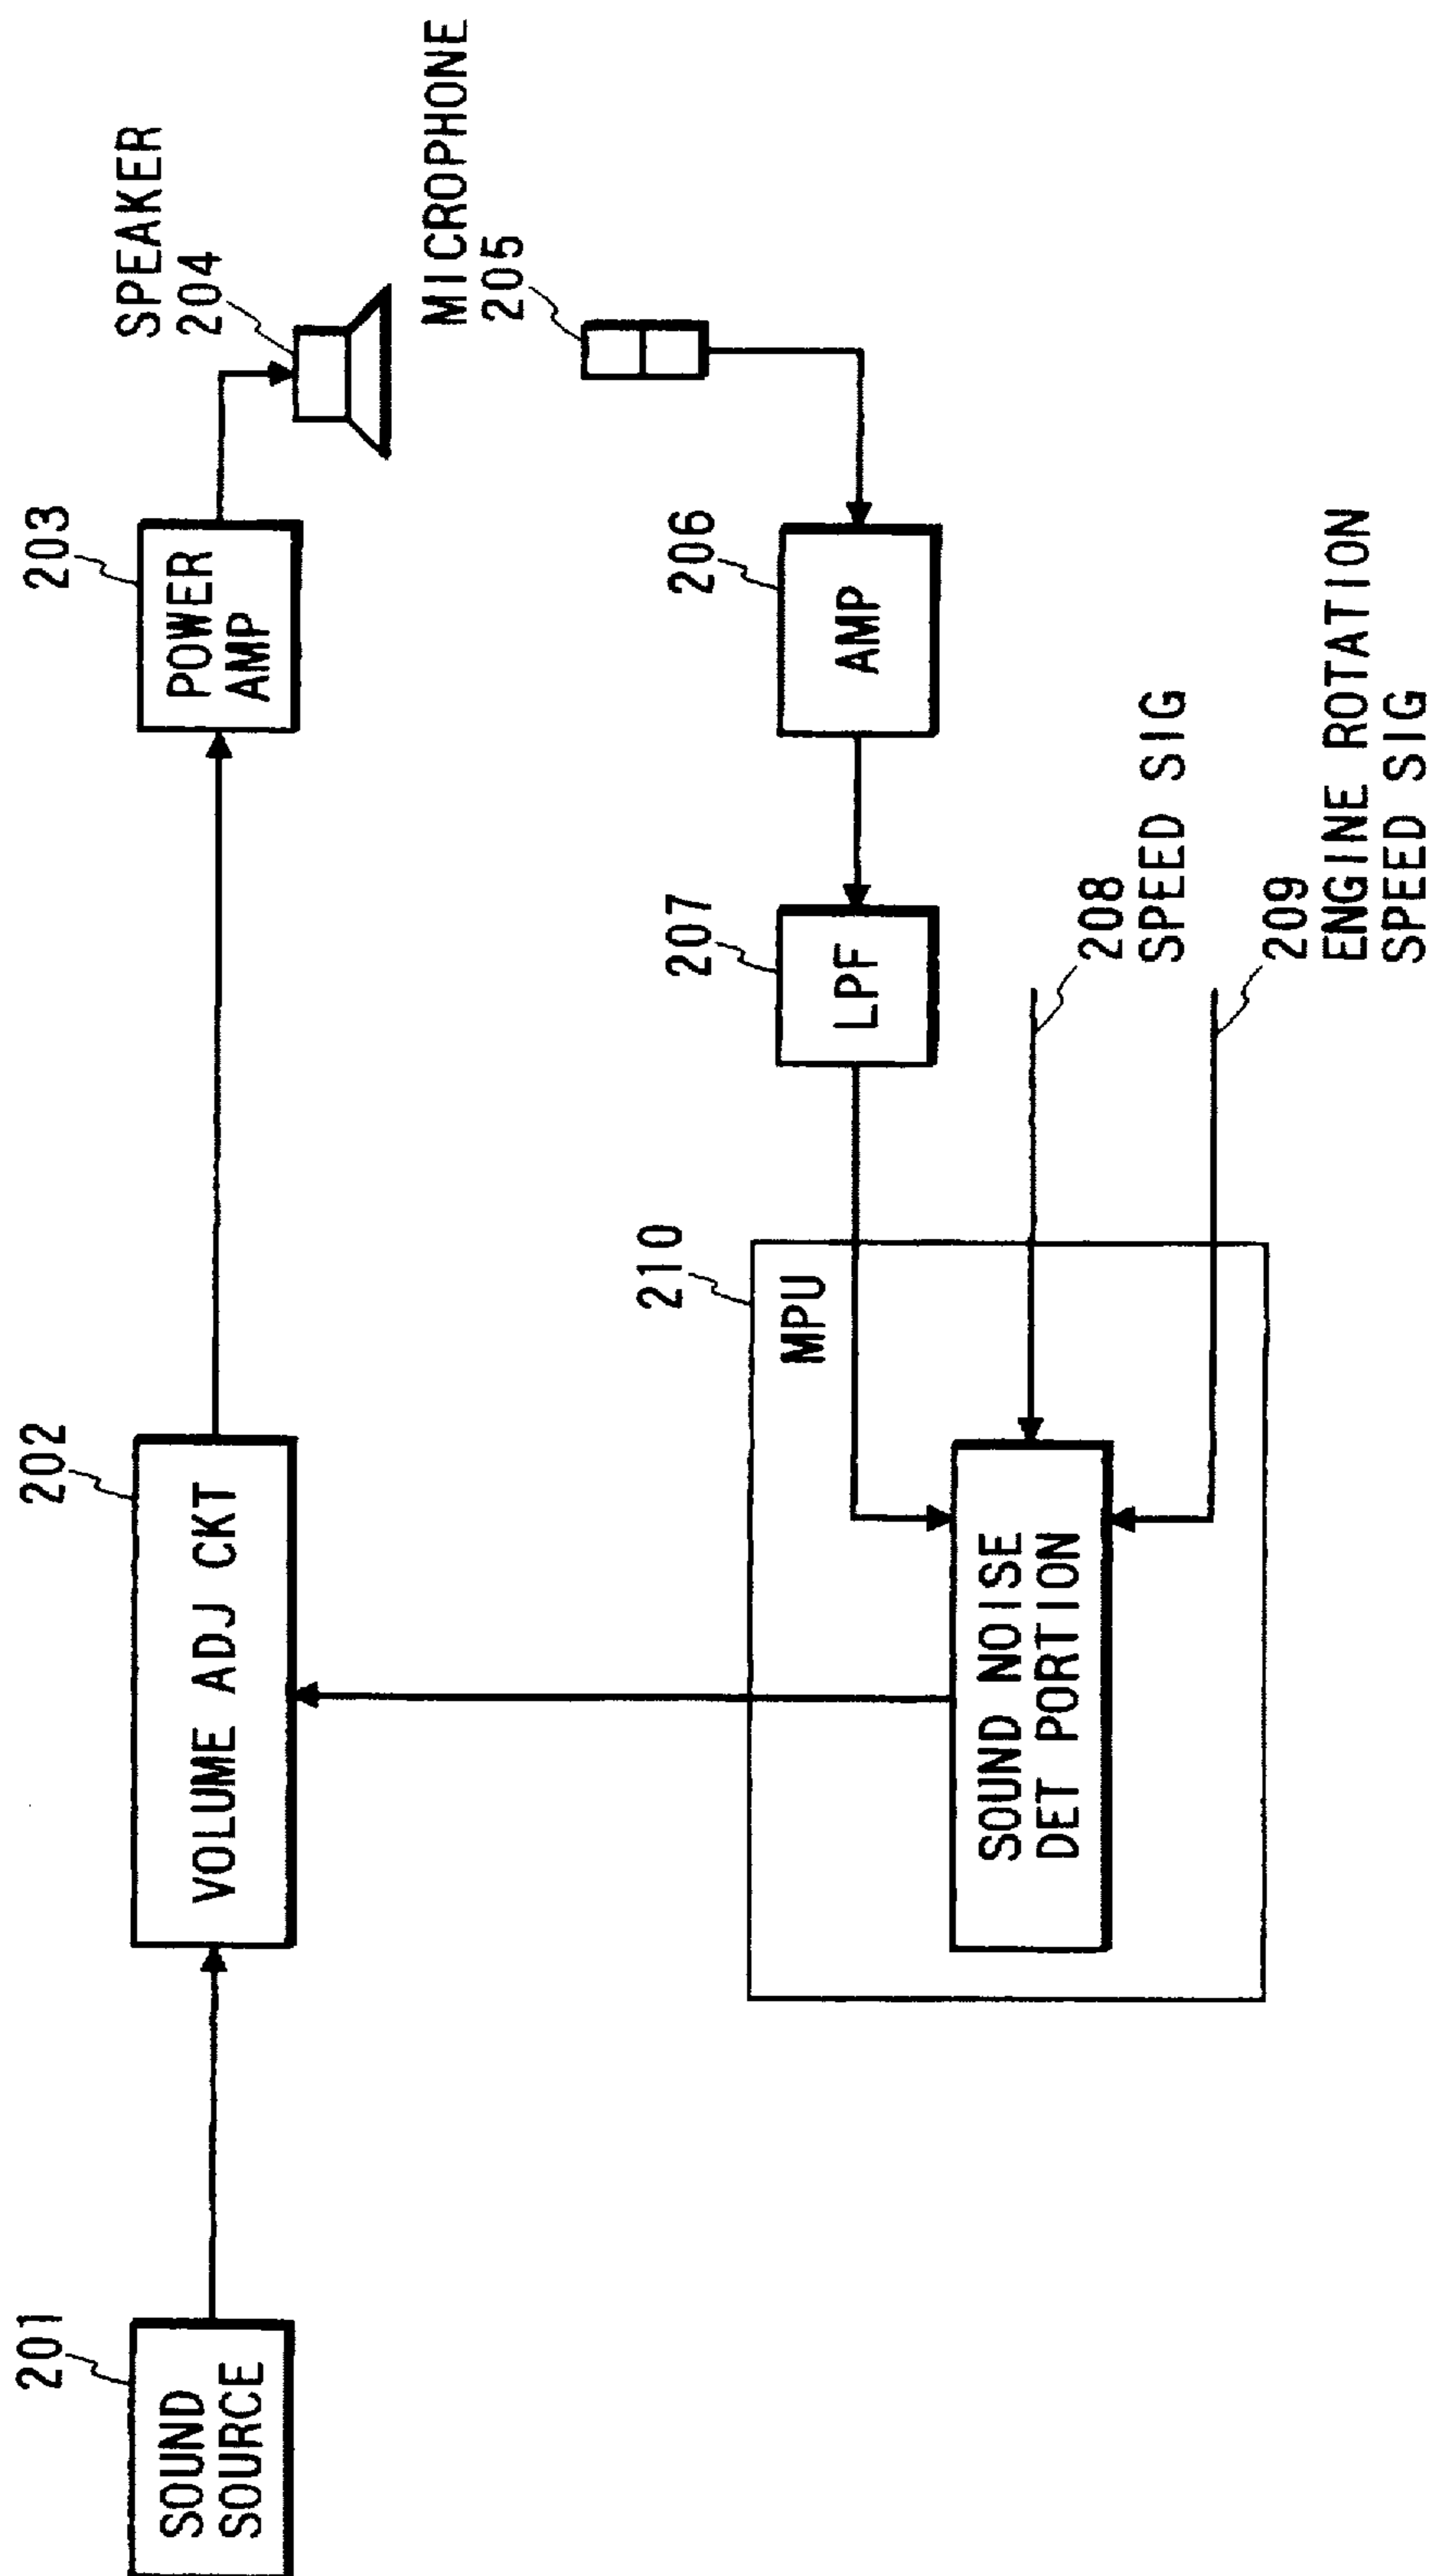 201
SOUND
SOURCE
202
VOLUME ADJ CKT
203
POWER
AMP
SPEAKER
204
MICROPHONE
205
206
AMP
207
LPF
208
SPEED SIG
209
ENGINE ROTATION
SPEED SIG
210
MPU
SOUND NOISE
DET PORTION